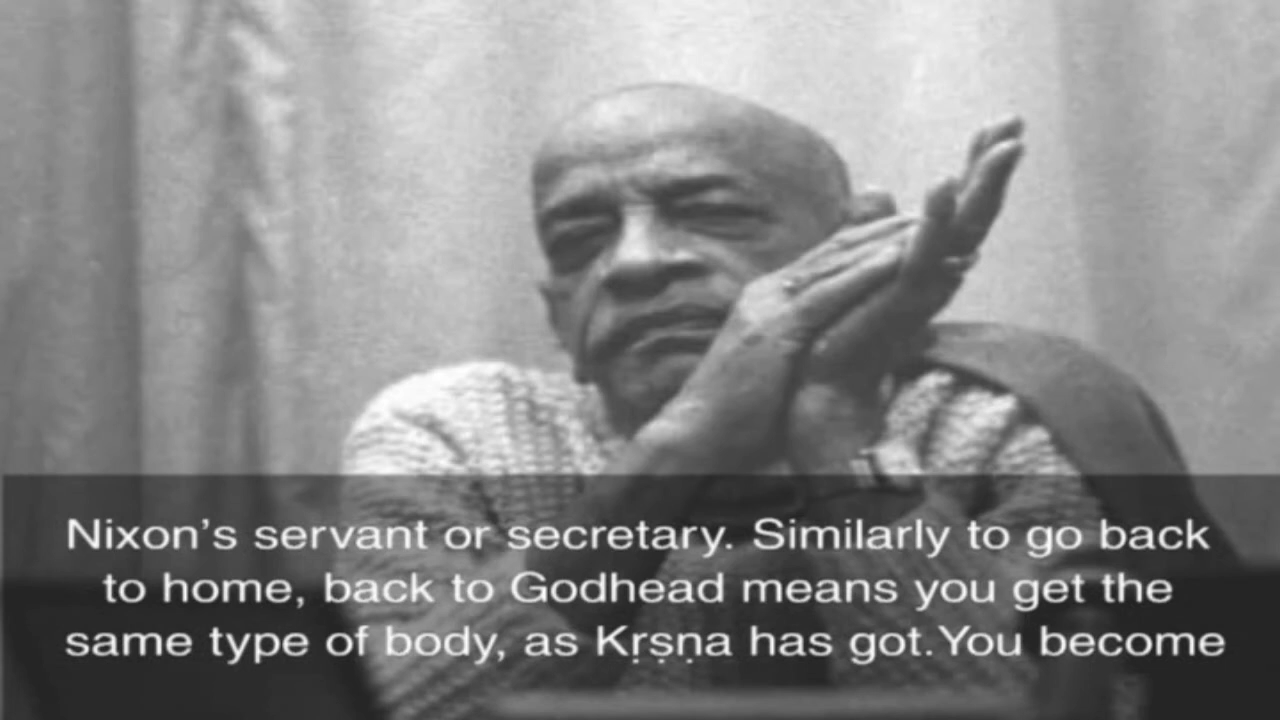 Nixon’s servant or secretary. Similarly to go back
to home, back to Godhead means you get the
same type of body, as Kṛṣṇa has got.You become